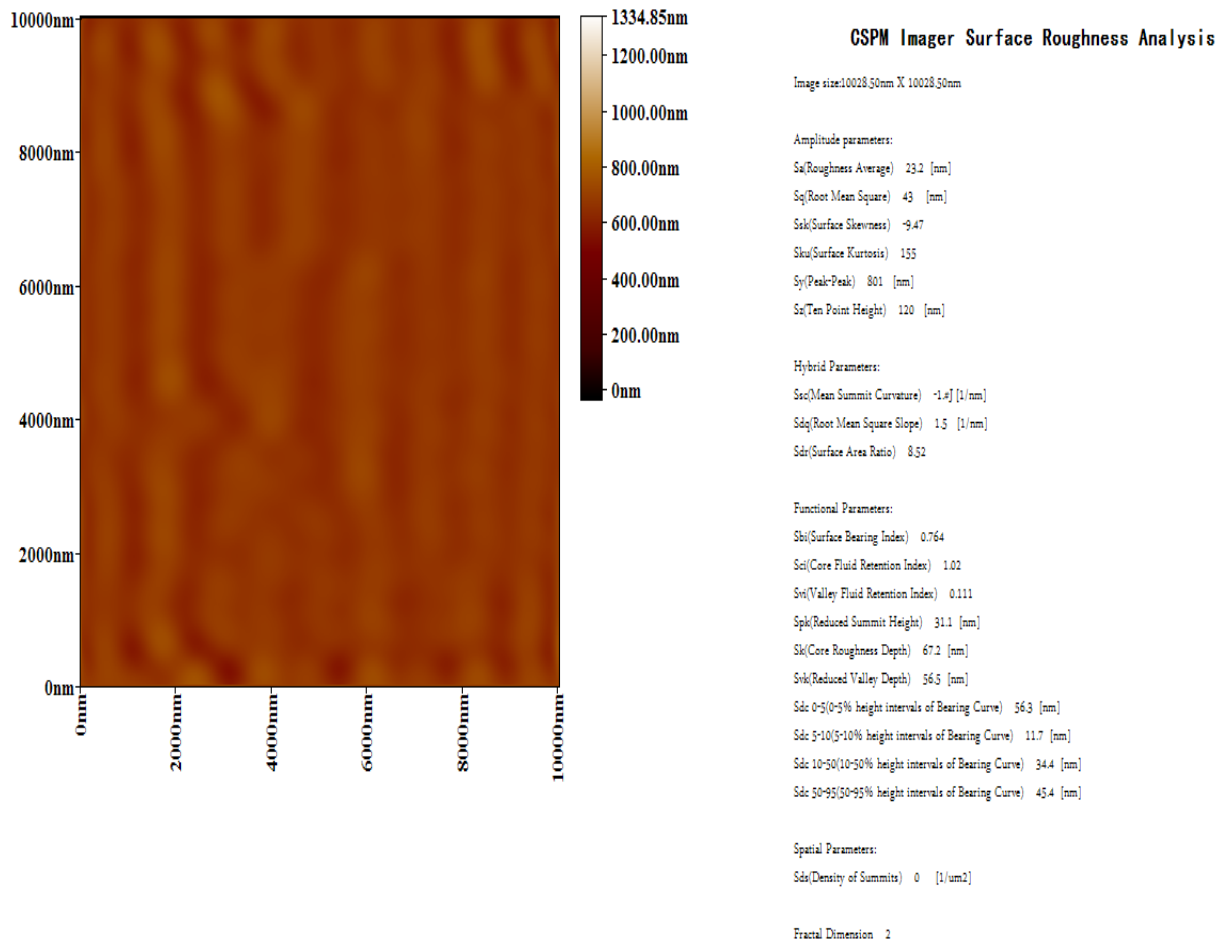 10000nm
8000nm
6000nm
4000nm
2000nm
0nm
0nm
2000nm
4000nm
6000nm
8000nm
10000nm
1334.85nm
1200.00nm
1000.00nm
800.00nm
600.00nm
400.00nm
200.00nm
0nm
CSPM Imager Surface Roughness Analysis
Image size:10028.50nm X 10028.50nm
Amplitude parameters:
Sa(Roughness Average) 23.2 [nm]
Sq(Root Mean Square) 43 [nm]
Ssk(Surface Skewness) -9.47
Sku(Surface Kurtosis) 155
Sy(Peak-Peak) 801 [nm]
Sz(Ten Point Height) 120 [nm]
Hybrid Parameters:
Ssc(Mean Summit Curvature) -1.#J [1/nm]
Sdq(Root Mean Square Slope) 1.5 [1/nm]
Sdr(Surface Area Ratio) 8.52
Functional Parameters:
Sbi(Surface Bearing Index) 0.764
Sci(Core Fluid Retention Index) 1.02
Svi(Valley Fluid Retention Index) 0.111
Spk(Reduced Summit Height) 31.1 [nm]
Sk(Core Roughness Depth) 67.2 [nm]
Svk(Reduced Valley Depth) 56.5 [nm]
Sdc 0-5(0-5% height intervals of Bearing Curve) 56.3 [nm]
Sdc 5-10(5-10% height intervals of Bearing Curve) 11.7 [nm]
Sdc 10-50(10-50% height intervals of Bearing Curve) 34.4 [nm]
Sdc 50-95(50-95% height intervals of Bearing Curve) 45.4 [nm]
Spatial Parameters:
Sds(Density of Summits) 0 [1/um2]
Fractal Dimension 2